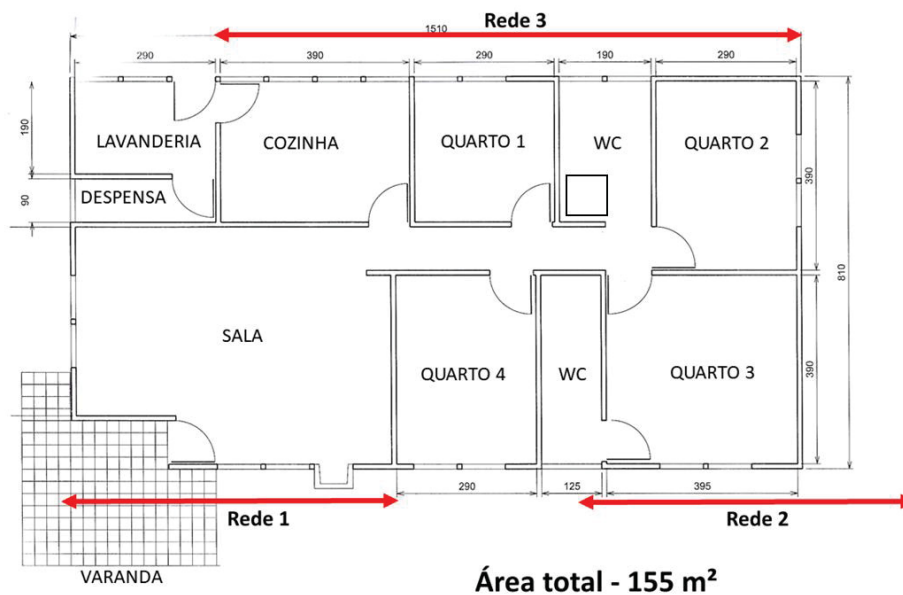 Rede 3
1510
290
390
290
190
290
190
LAVANDERIA
COZINHA
QUARTO 1
WC
QUARTO 2
390
90
DESPENSA
810
SALA
QUARTO 4
WC
QUARTO 3
390
290
125
395
Rede 1
Rede 2
VARANDA
Área total - 155 m²